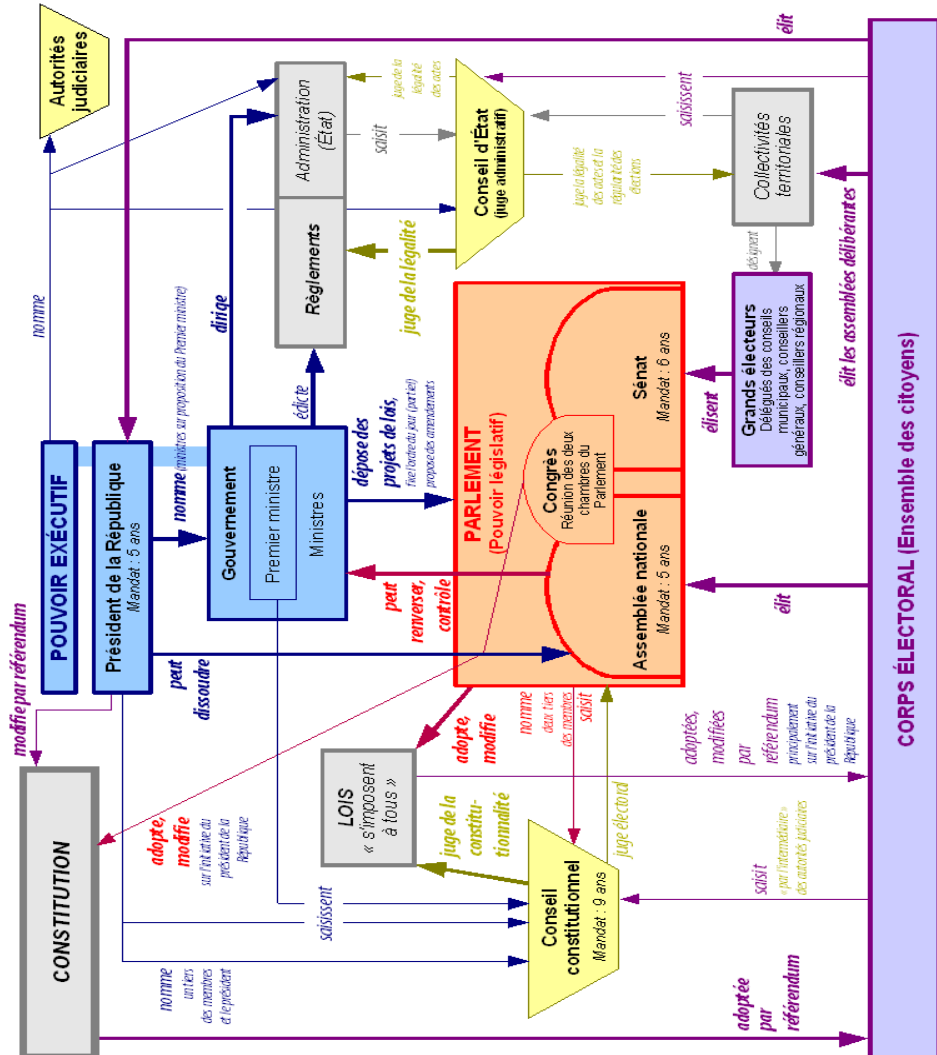 CONSTITUTION
modifie par référendum
POUVOIR EXÉCUTIF
Président de la République
Mandat : 5 ans
nomme
Autorités
judiciaires
nomme
un tiers
des membres
et le président
adopte,
modifie
sur l'initiative du
président de la
République
peut
dissoudre
nomme (ministres sur proposition du Premier ministre)
Gouvernement
Premier ministre
Ministres
dirige
édicte
Règlements
Administration
(État)
saisissent
LOIS
« s'imposent
à tous »
adopte,
modifie
peut
renverser,
contrôle
dépose des
projets de lois,
fixe l'ordre du jour (partiel)
propose des amendements
juge de la légalité
saisit
juge de la
légalité
des actes
juge de la
constitu-
tionnalité
nomme
deux tiers
des membres
saisit
PARLEMENT
(Pouvoir législatif)
Congrès
Réunion des deux
chambres du
Parlement
Assemblée nationale
Mandat : 5 ans
Sénat
Mandat : 6 ans
Conseil d'État
(juge administratif)
Conseil
constitutionnel
Mandat : 9 ans
juge électoral
juge la légalité
des actes et la
régularité des
élections
saisissent
élit
adoptée
par
référendum
saisit
« par l'intermédiaire »
des autorités judiciaires
adoptées,
modifiées
par
référendum
principalement
sur l'initiative du
président de la
République
élit
élisent
Grands électeurs
Délégués des conseils
municipaux, conseillers
généraux, conseillers régionaux
désignent
Collectivités
territoriales
élit les assemblées délibérantes
CORPS ÉLECTORAL (Ensemble des citoyens)